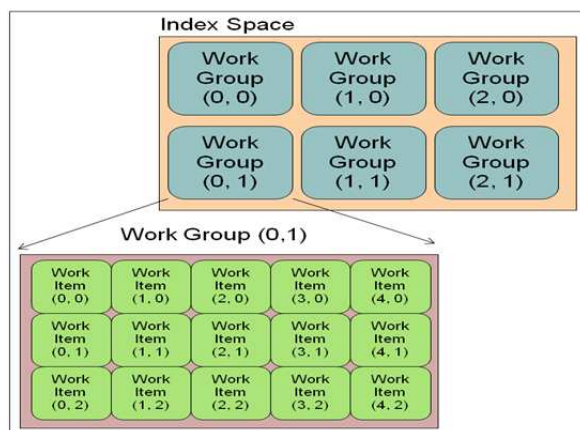 Index Space
Work Group (0, 0)
Work Group (1, 0)
Work Group (2, 0)
Work Group (0, 1)
Work Group (1, 1)
Work Group (2, 1)
Work Group (0,1)
Work Item (0, 0)
Work Item (1, 0)
Work Item (2, 0)
Work Item (3, 0)
Work Item (4, 0)
Work Item (0, 1)
Work Item (1, 1)
Work Item (2, 1)
Work Item (3, 1)
Work Item (4, 1)
Work Item (0, 2)
Work Item (1, 2)
Work Item (2, 2)
Work Item (3, 2)
Work Item (4, 2)